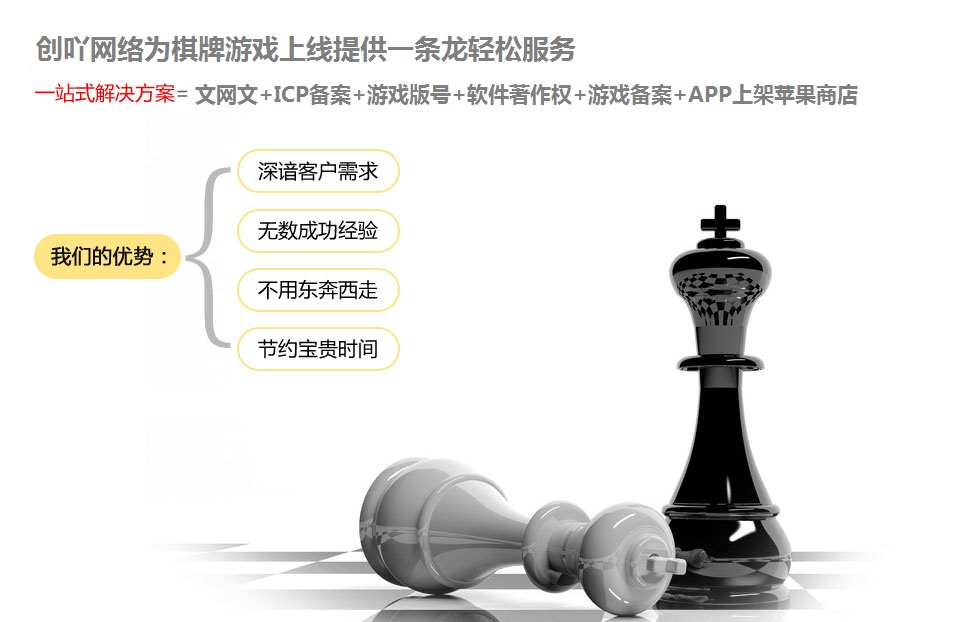 创吖网络为棋牌游戏上线提供一条龙轻松服务
一站式解决方案= 文网文+ICP备案+游戏版号+软件著作权+游戏备案+APP上架苹果商店
我们的优势：
深谙客户需求
无数成功经验
不用东奔西走
节约宝贵时间